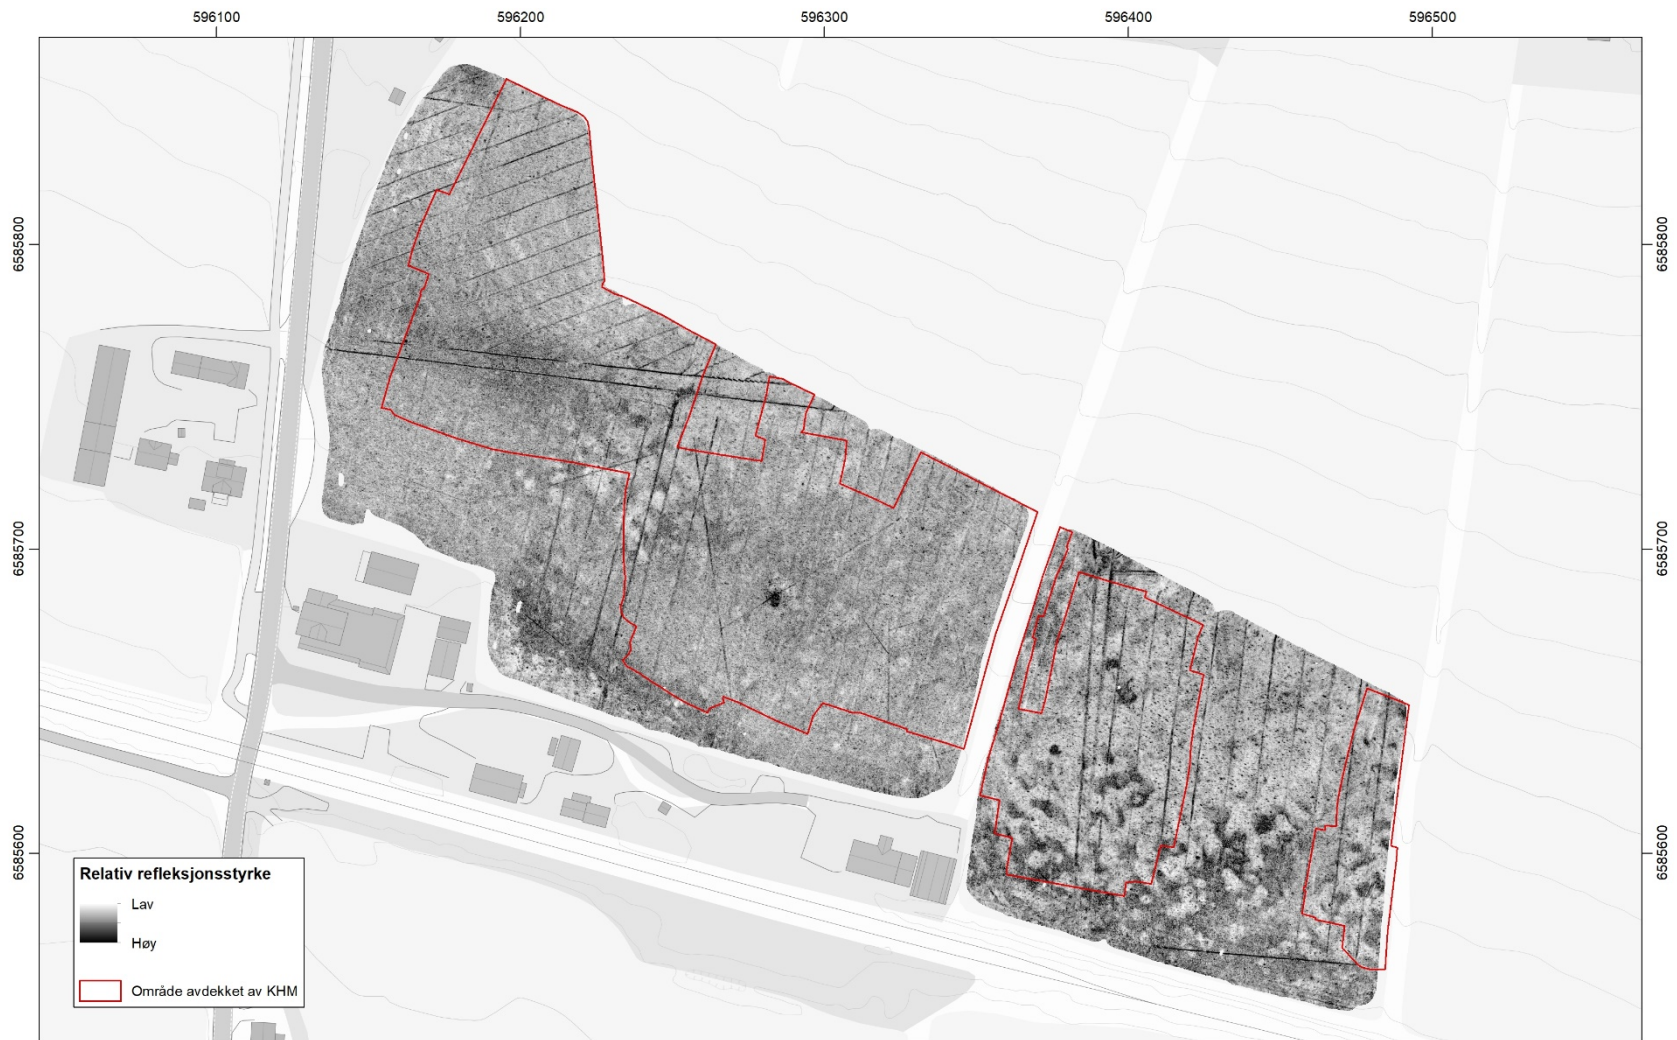 596100 596200 596300 596400 596500
6585800 6585800
6585700 6585700
6585600 6585600
Relativ refleksjonsstyrke
Lav
Høy
Område avdekket av KHM